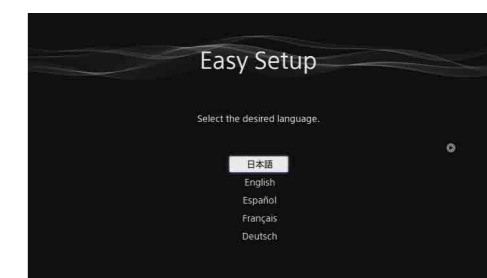 Easy Setup
Select the desired language.
日本語
English
Español
Français
Deutsch